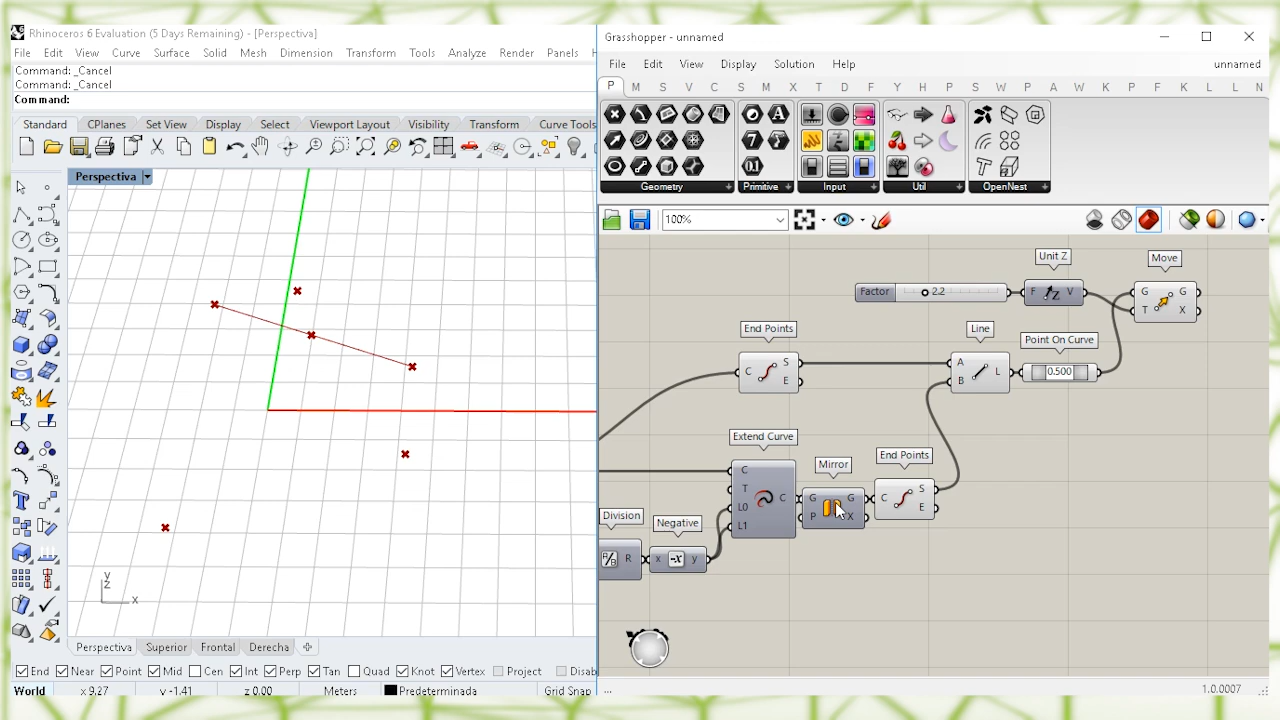 Rhinoceros 6 Evaluation (5 Days Remaining) - [Perspectiva]
File Edit View Curve Surface Solid Mesh Dimension Transform Tools Analyze Render Panels
Command: _Cancel
Command: _Cancel
Command:
Standard CPlanes Set View Display Select Viewport Layout Visibility Transform Curve Tools
Perspectiva
y
z
x
Perspectiva Superior Frontal Derecha
End Near Point Mid Cen Int Perp Tan Quad Knot Vertex Project Disab
World x 9.27 y -1.41 z 0.00 Meters Predeterminada Grid Snap
Grasshopper - unnamed
File Edit View Display Solution Help unnamed
P M S V C S M X T D F Y H P S W P A W P F K L L N
Geometry Primitive Input Util OpenNest
100%
Unit Z
Move
Factor 2.2
F Z V
G G
T X
End Points
Line
Point On Curve
C S
E
A
B L
0.500
Extend Curve
Mirror
End Points
C
T
L0
L1
C
G G
P X
C S
E
Division
Negative
A/B R
x -x y
... 1.0.0007